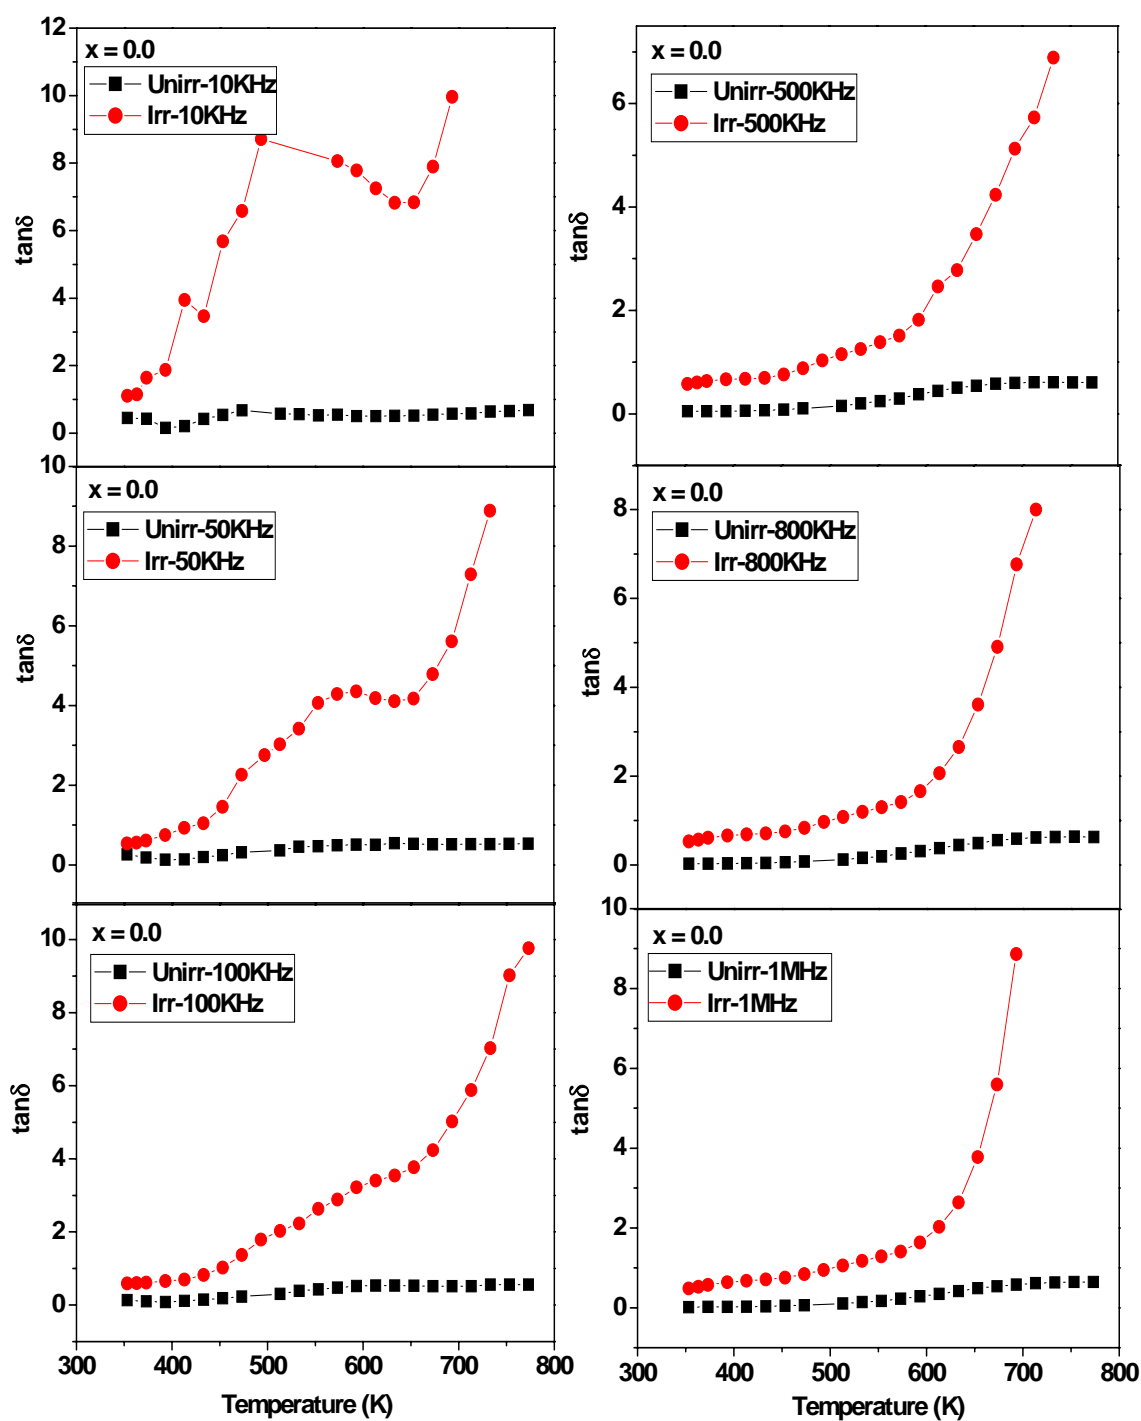 12
10
8
6
4
2
0
tanδ
x = 0.0
Unirr-10KHz
Irr-10KHz
10
8
6
4
2
0
tanδ
x = 0.0
Unirr-50KHz
Irr-50KHz
10
8
6
4
2
0
tanδ
x = 0.0
Unirr-100KHz
Irr-100KHz
300 400 500 600 700 800
Temperature (K)
6
4
2
0
tanδ
x = 0.0
Unirr-500KHz
Irr-500KHz
8
6
4
2
0
tanδ
x = 0.0
Unirr-800KHz
Irr-800KHz
10
8
6
4
2
0
tanδ
x = 0.0
Unirr-1MHz
Irr-1MHz
300 400 500 600 700 800
Temperature (K)